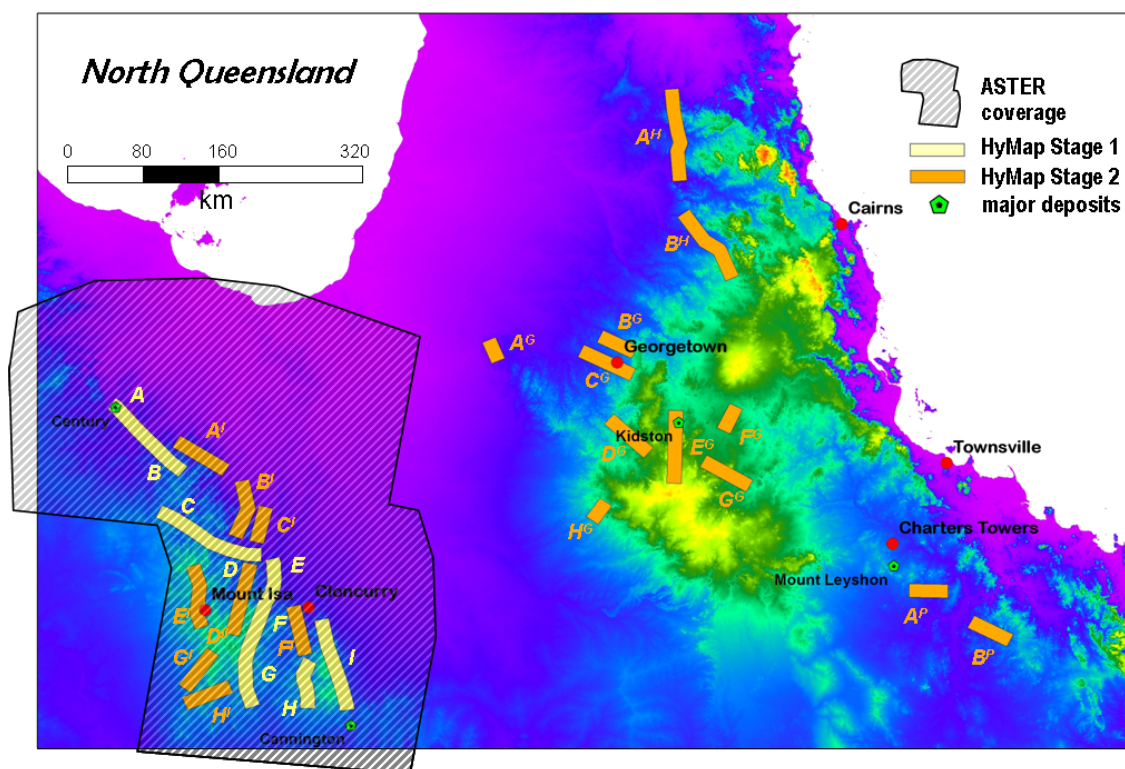 North Queensland
0 80 160 320
km
ASTER
coverage
HyMap Stage 1
HyMap Stage 2
major deposits
A^H
Cairns
B^H
B^G
A^G
Georgetown
C^G
A
Century
A^I
F^G
Kidston
D^G
E^G
Townsville
B
G^G
B^I
C
C^I
H^G
Charters Towers
E
D
Mount Leyshon
Mount Isa
Cloncurry
E^I
A^P
F
D^I
F^I
B^P
G^I
I
G
H^I
H
Cannington